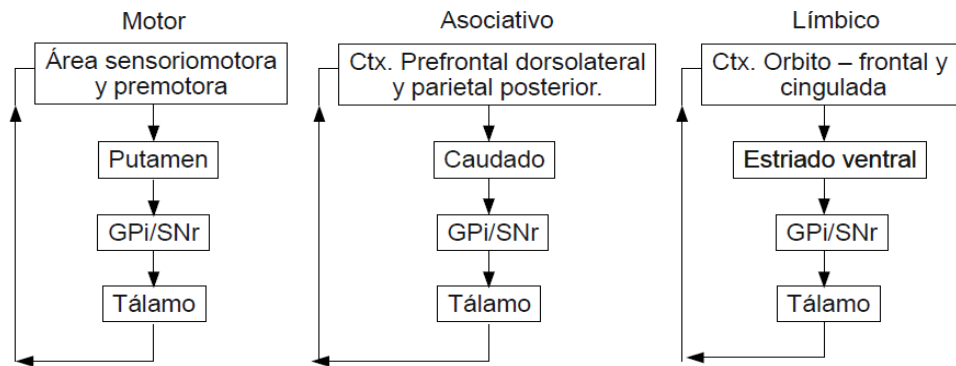 Motor
Área sensoriomotora
y premotora
Putamen
GPi/SNr
Tálamo
Asociativo
Ctx. Prefrontal dorsolateral
y parietal posterior.
Caudado
GPi/SNr
Tálamo
Límbico
Ctx. Orbito – frontal y
cingulada
Estriado ventral
GPi/SNr
Tálamo